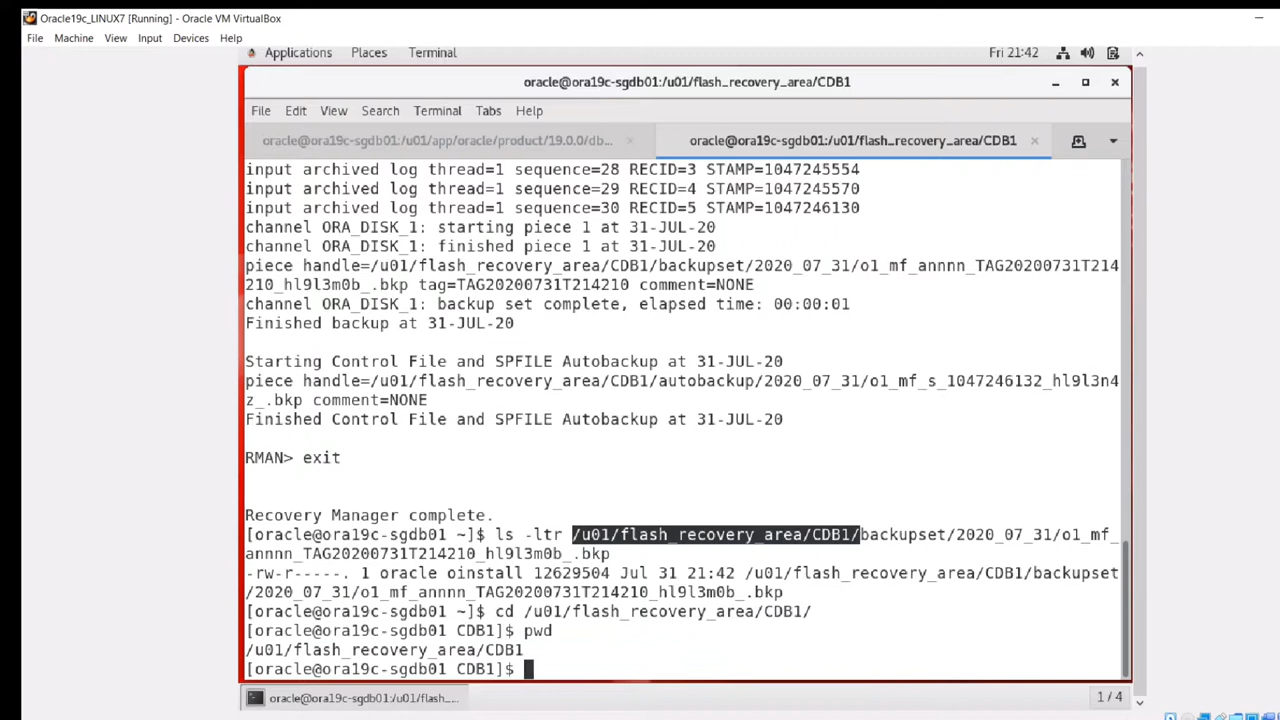 Oracle19c_LINUX7 [Running] - Oracle VM VirtualBox
File Machine View Input Devices Help
Applications Places Terminal Fri 21:42
oracle@ora19c-sgdb01:/u01/flash_recovery_area/CDB1
File Edit View Search Terminal Tabs Help
oracle@ora19c-sgdb01:/u01/app/oracle/product/19.0.0/db... × oracle@ora19c-sgdb01:/u01/flash_recovery_area/CDB1 ×
input archived log thread=1 sequence=28 RECID=3 STAMP=1047245554
input archived log thread=1 sequence=29 RECID=4 STAMP=1047245570
input archived log thread=1 sequence=30 RECID=5 STAMP=1047246130
channel ORA_DISK_1: starting piece 1 at 31-JUL-20
channel ORA_DISK_1: finished piece 1 at 31-JUL-20
piece handle=/u01/flash_recovery_area/CDB1/backupset/2020_07_31/o1_mf_annnn_TAG20200731T214
210_hl9l3m0b_.bkp tag=TAG20200731T214210 comment=NONE
channel ORA_DISK_1: backup set complete, elapsed time: 00:00:01
Finished backup at 31-JUL-20
Starting Control File and SPFILE Autobackup at 31-JUL-20
piece handle=/u01/flash_recovery_area/CDB1/autobackup/2020_07_31/o1_mf_s_1047246132_hl9l3n4
z_.bkp comment=NONE
Finished Control File and SPFILE Autobackup at 31-JUL-20
RMAN> exit
Recovery Manager complete.
[oracle@ora19c-sgdb01 ~]$ ls -ltr /u01/flash_recovery_area/CDB1/backupset/2020_07_31/o1_mf_
annnn_TAG20200731T214210_hl9l3m0b_.bkp
-rw-r-----. 1 oracle oinstall 12629504 Jul 31 21:42 /u01/flash_recovery_area/CDB1/backupset
/2020_07_31/o1_mf_annnn_TAG20200731T214210_hl9l3m0b_.bkp
[oracle@ora19c-sgdb01 ~]$ cd /u01/flash_recovery_area/CDB1/
[oracle@ora19c-sgdb01 CDB1]$ pwd
/u01/flash_recovery_area/CDB1
[oracle@ora19c-sgdb01 CDB1]$
oracle@ora19c-sgdb01:/u01/flash_... 1 / 4